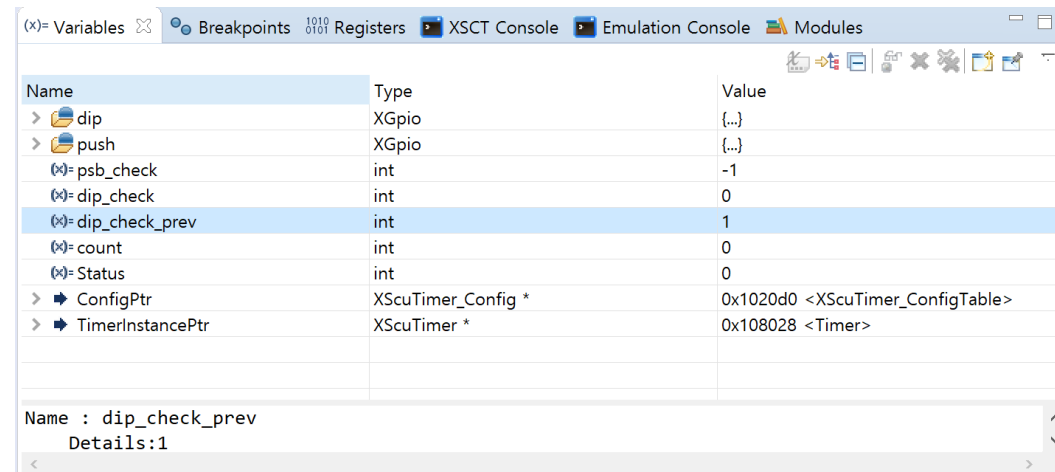 (x)= Variables Breakpoints 1010 0101 Registers XSCT Console Emulation Console Modules
Name Type Value
dip XGpio {...}
push XGpio {...}
(x)= psb_check int -1
(x)= dip_check int 0
(x)= dip_check_prev int 1
(x)= count int 0
(x)= Status int 0
ConfigPtr XScuTimer_Config * 0x1020d0 <XScuTimer_ConfigTable>
TimerInstancePtr XScuTimer * 0x108028 <Timer>
Name : dip_check_prev
Details:1